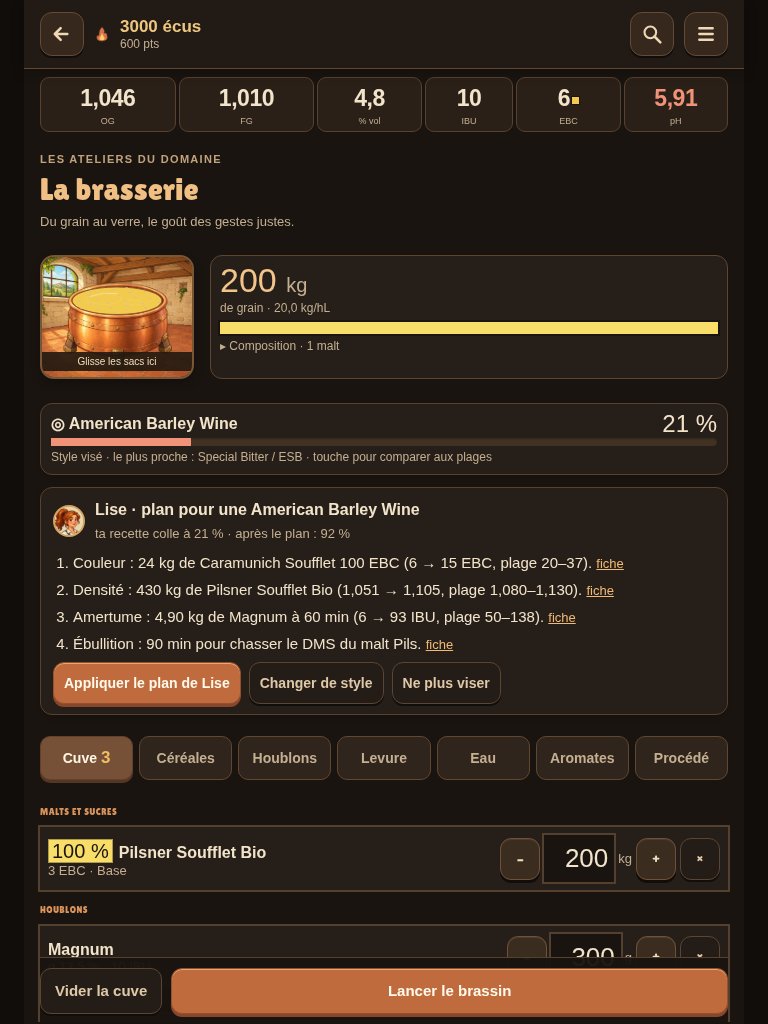 3000 écus
600 pts
1,046
OG
1,010
FG
4,8
% vol
10
IBU
6
EBC
5,91
pH
LES ATELIERS DU DOMAINE
La brasserie
Du grain au verre, le goût des gestes justes.
Glisse les sacs ici
200 kg
de grain · 20,0 kg/hL
▸ Composition · 1 malt
◎ American Barley Wine
21 %
Style visé · le plus proche : Special Bitter / ESB · touche pour comparer aux plages
Lise · plan pour une American Barley Wine
ta recette colle à 21 % · après le plan : 92 %
1. Couleur : 24 kg de Caramunich Soufflet 100 EBC (6 → 15 EBC, plage 20–37). fiche
2. Densité : 430 kg de Pilsner Soufflet Bio (1,051 → 1,105, plage 1,080–1,130). fiche
3. Amertume : 4,90 kg de Magnum à 60 min (6 → 93 IBU, plage 50–138). fiche
4. Ébullition : 90 min pour chasser le DMS du malt Pils. fiche
Appliquer le plan de Lise
Changer de style
Ne plus viser
Cuve 3
Céréales
Houblons
Levure
Eau
Aromates
Procédé
MALTS ET SUCRES
100 % Pilsner Soufflet Bio
3 EBC · Base
- 200 kg + ×
HOUBLONS
Magnum
- 300 g + ×
Vider la cuve
Lancer le brassin